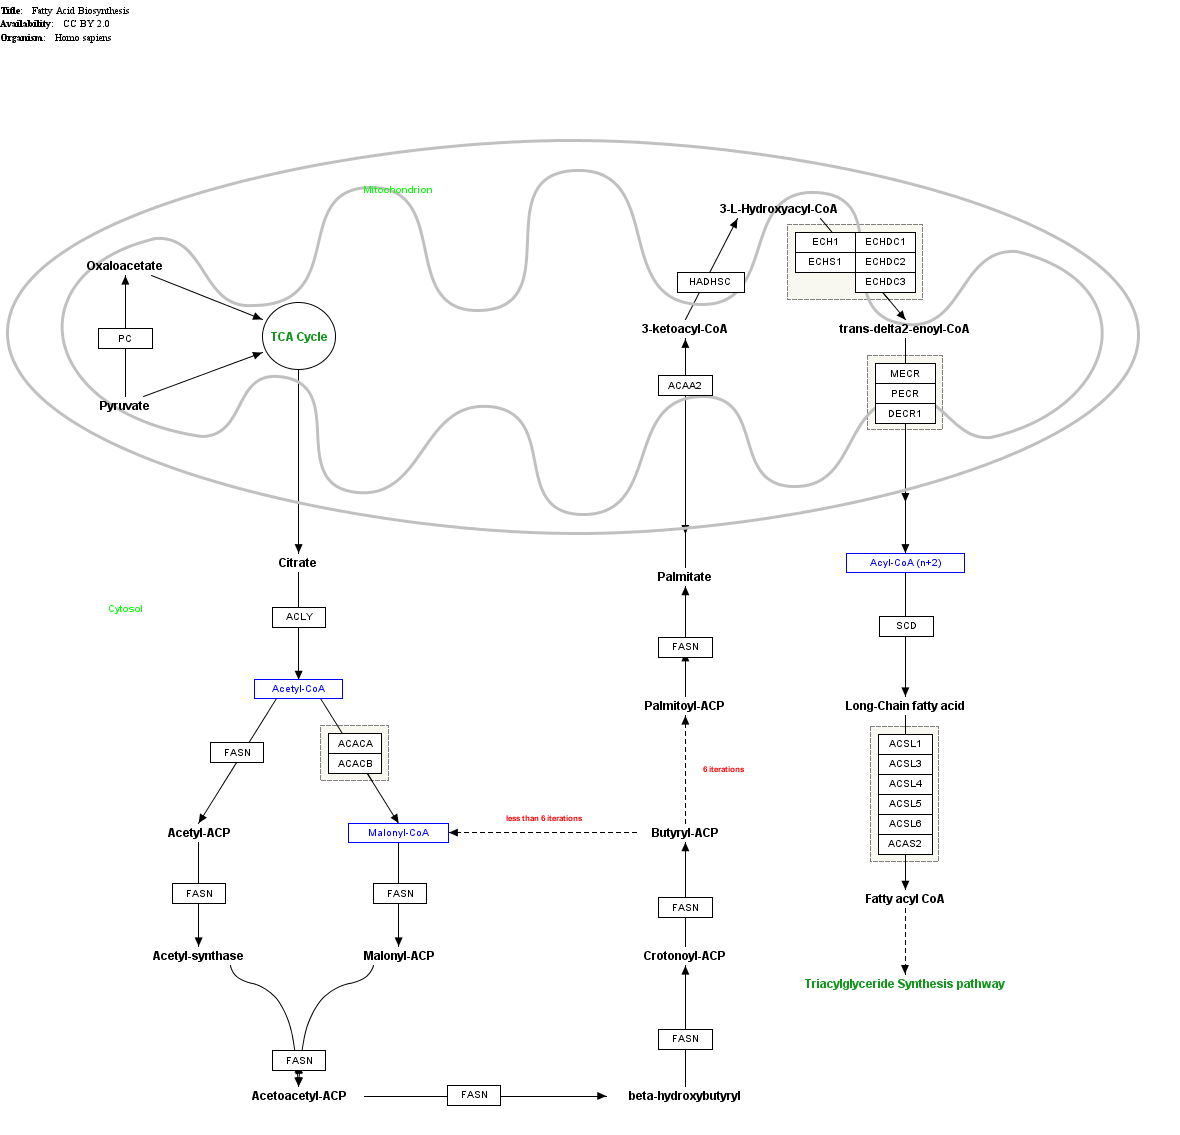 Title: Fatty Acid Biosynthesis
Availability: CC BY 2.0
Organism: Homo sapiens
Mitochondrion
3-L-Hydroxyacyl-CoA
ECH1 ECHDC1
ECHS1 ECHDC2
ECHDC3
Oxaloacetate
HADHSC
PC
TCA Cycle
3-ketoacyl-CoA
trans-delta2-enoyl-CoA
MECR
PECR
DECR1
ACAA2
Pyruvate
Citrate
Palmitate
Acyl-CoA (n+2)
Cytosol
ACLY
SCD
FASN
Acetyl-CoA
Palmitoyl-ACP
Long-Chain fatty acid
FASN
ACACA
ACACB
6 iterations
ACSL1
ACSL3
ACSL4
ACSL5
ACSL6
ACAS2
less than 6 iterations
Acetyl-ACP
Malonyl-CoA
Butyryl-ACP
FASN
FASN
FASN
Fatty acyl CoA
Acetyl-synthase
Malonyl-ACP
Crotonoyl-ACP
Triacylglyceride Synthesis pathway
FASN
FASN
Acetoacetyl-ACP
FASN
beta-hydroxybutyryl